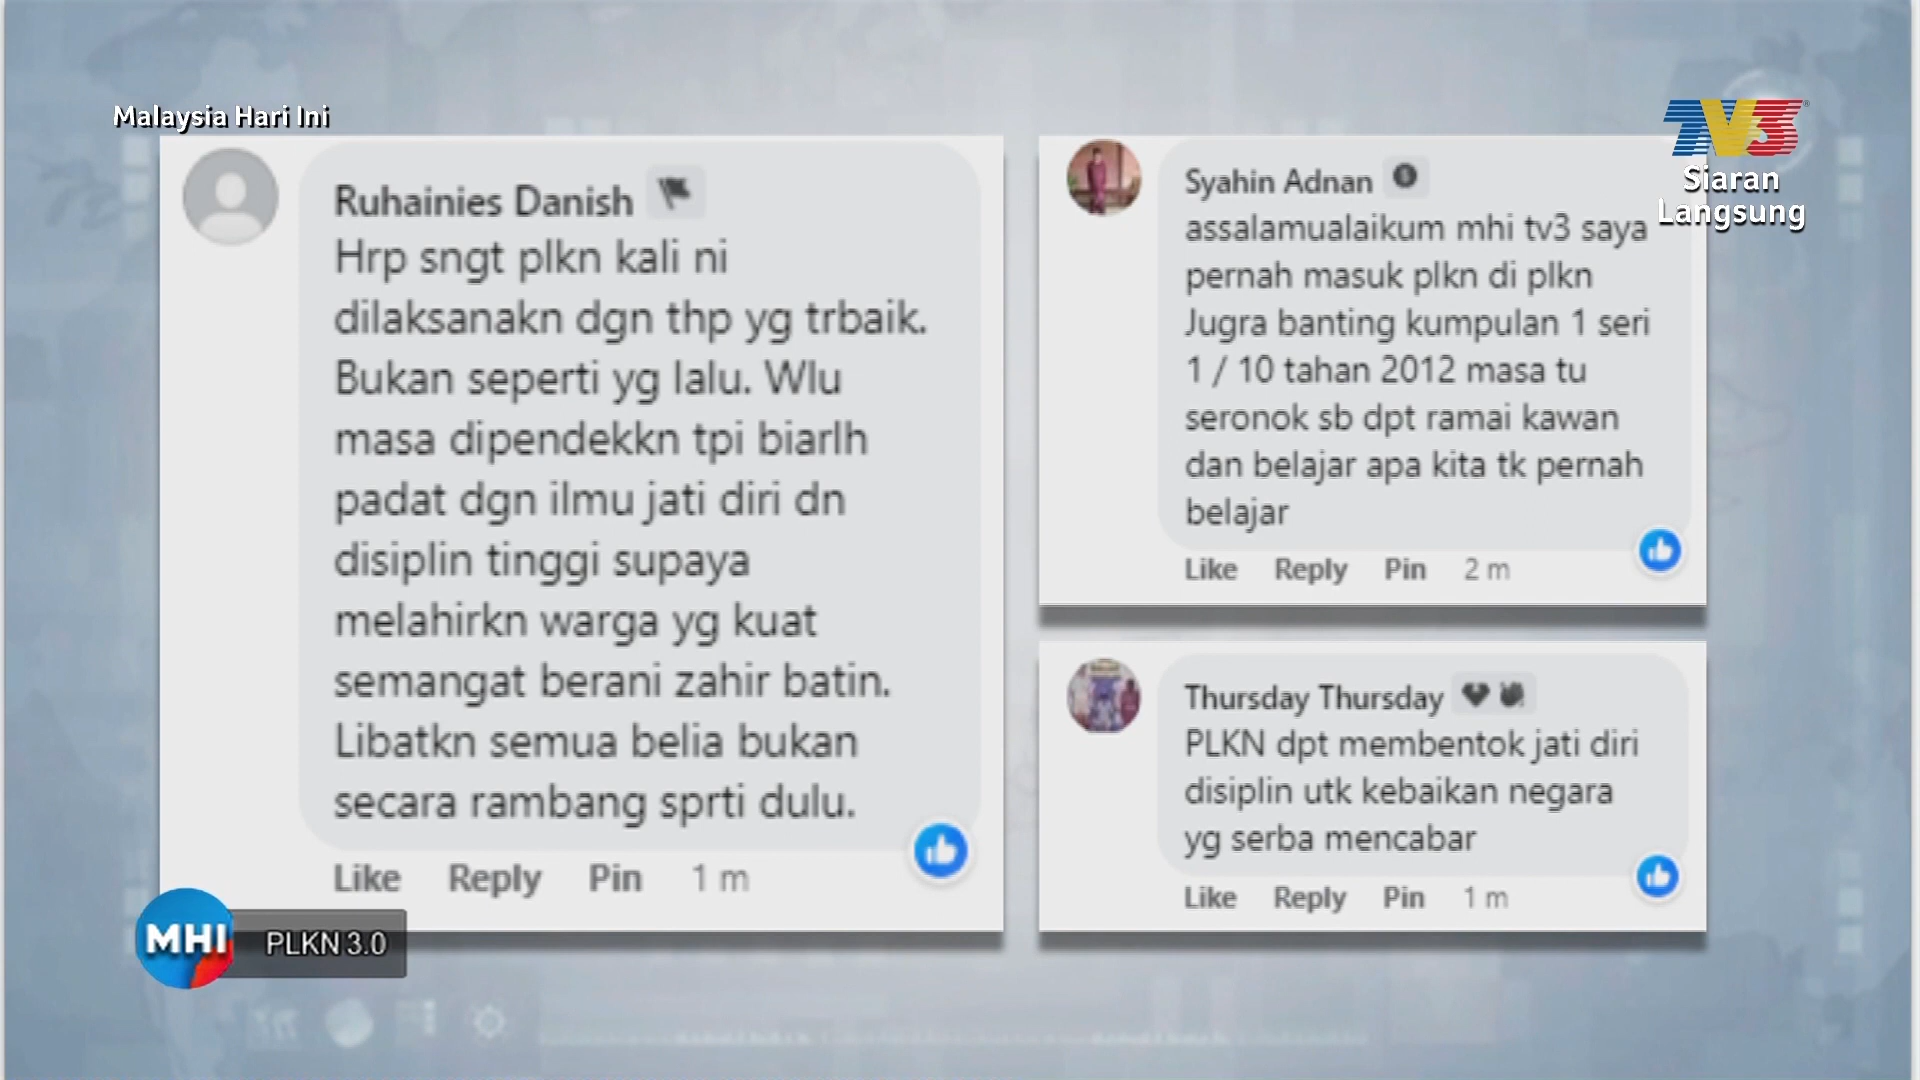 Malaysia Hari Ini
TV3
Siaran
Langsung
Ruhainies Danish
Hrp sngt plkn kali ni
dilaksanakn dgn thp yg trbaik.
Bukan seperti yg lalu. Wlu
masa dipendekkn tpi biarlh
padat dgn ilmu jati diri dn
disiplin tinggi supaya
melahirkn warga yg kuat
semangat berani zahir batin.
Libatkn semua belia bukan
secara rambang sprti dulu.
Like Reply Pin 1 m
Syahin Adnan
assalamualaikum mhi tv3 saya
pernah masuk plkn di plkn
Jugra banting kumpulan 1 seri
1 / 10 tahan 2012 masa tu
seronok sb dpt ramai kawan
dan belajar apa kita tk pernah
belajar
Like Reply Pin 2 m
Thursday Thursday
PLKN dpt membentok jati diri
disiplin utk kebaikan negara
yg serba mencabar
Like Reply Pin 1 m
MHI PLKN 3.0